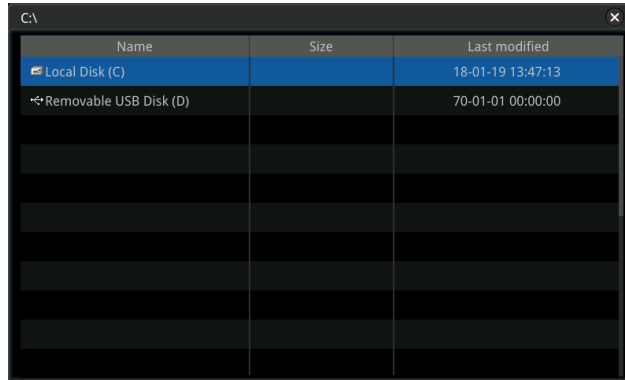 C:\
Name Size Last modified
Local Disk (C) 18-01-19 13:47:13
Removable USB Disk (D) 70-01-01 00:00:00